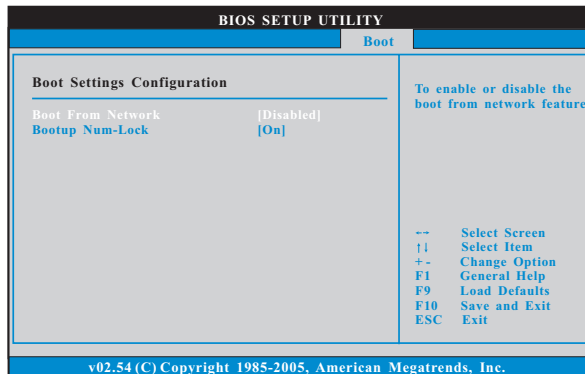 BIOS SETUP UTILITY
Boot
Boot Settings Configuration
Boot From Network [Disabled]
Bootup Num-Lock [On]
To enable or disable the
boot from network feature
←→ Select Screen
↑↓ Select Item
+ - Change Option
F1 General Help
F9 Load Defaults
F10 Save and Exit
ESC Exit
v02.54 (C) Copyright 1985-2005, American Megatrends, Inc.